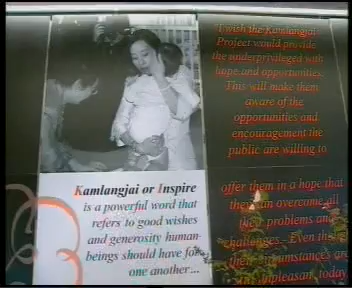 Kamlangjai or Inspire
is a powerful word that
refers to good wishes
and generosity human-
beings should have for
one another...
"I wish the Kamlangjai
Project would provide
the underprivileged with
hope and opportunities.
This will make them
aware of the
opportunities and
encouragement the
public are willing to
offer them in a hope that
they can overcome all
their problems and
challenges. Even though
their circumstances are
unpleasant today